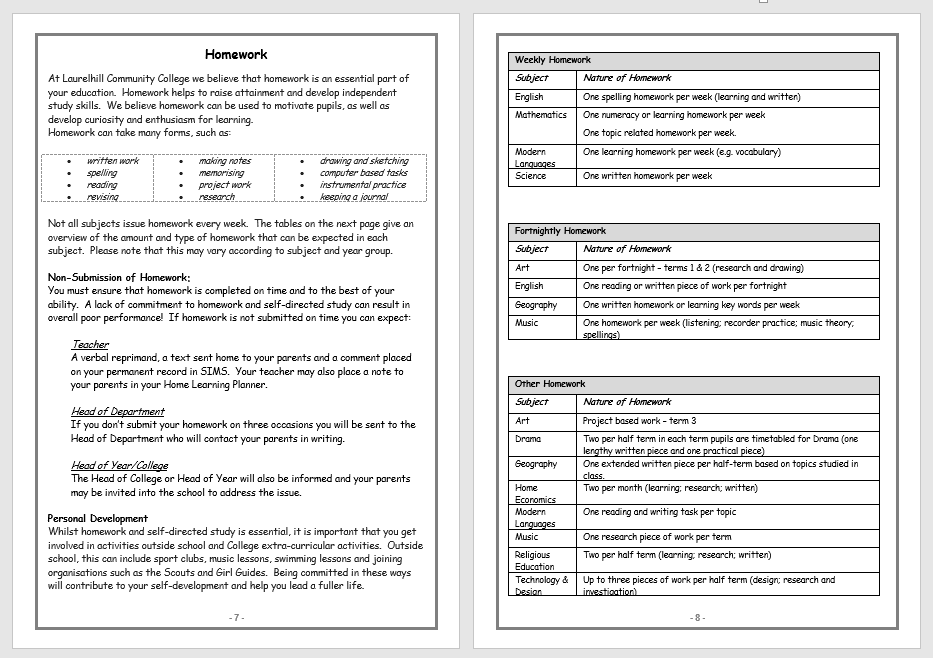 Homework
At Laurelhill Community College we believe that homework is an essential part of
your education.  Homework helps to raise attainment and develop independent
study skills.  We believe homework can be used to motivate pupils, as well as
develop curiosity and enthusiasm for learning.
Homework can take many forms, such as:
• written work • making notes • drawing and sketching
• spelling • memorising • computer based tasks
• reading • project work • instrumental practice
• revising • research • keeping a journal
Not all subjects issue homework every week.  The tables on the next page give an
overview of the amount and type of homework that can be expected in each
subject.  Please note that this may vary according to subject and year group.
Non-Submission of Homework:
You must ensure that homework is completed on time and to the best of your
ability.  A lack of commitment to homework and self-directed study can result in
overall poor performance!  If homework is not submitted on time you can expect:
Teacher
A verbal reprimand, a text sent home to your parents and a comment placed
on your permanent record in SIMS.  Your teacher may also place a note to
your parents in your Home Learning Planner.
Head of Department
If you don't submit your homework on three occasions you will be sent to the
Head of Department who will contact your parents in writing.
Head of Year/College
The Head of College or Head of Year will also be informed and your parents
may be invited into the school to address the issue.
Personal Development
Whilst homework and self-directed study is essential, it is important that you get
involved in activities outside school and College extra-curricular activities.  Outside
school, this can include sport clubs, music lessons, swimming lessons and joining
organisations such as the Scouts and Girl Guides.  Being committed in these ways
will contribute to your self-development and help you lead a fuller life.
- 7 -
Weekly Homework
Subject Nature of Homework
English One spelling homework per week (learning and written)
Mathematics One numeracy or learning homework per week
One topic related homework per week.
Modern One learning homework per week (e.g. vocabulary)
Languages
Science One written homework per week
Fortnightly Homework
Subject Nature of Homework
Art One per fortnight – terms 1 & 2 (research and drawing)
English One reading or written piece of work per fortnight
Geography One written homework or learning key words per week
Music One homework per week (listening; recorder practice; music theory;
spellings)
Other Homework
Subject Nature of Homework
Art Project based work – term 3
Drama Two per half term in each term pupils are timetabled for Drama (one
lengthy written piece and one practical piece)
Geography One extended written piece per half-term based on topics studied in
class.
Home Two per month (learning; research; written)
Economics
Modern One reading and writing task per topic
Languages
Music One research piece of work per term
Religious Two per half term (learning; research; written)
Education
Technology & Up to three pieces of work per half term (design; research and
Design investigation)
- 8 -